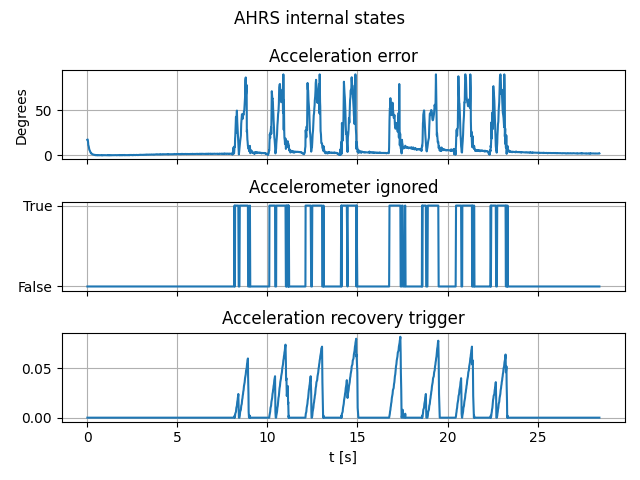 AHRS internal states
Acceleration error
Degrees
50
0
Accelerometer ignored
True
False
Acceleration recovery trigger
0.05
0.00
0 5 10 15 20 25
t [s]